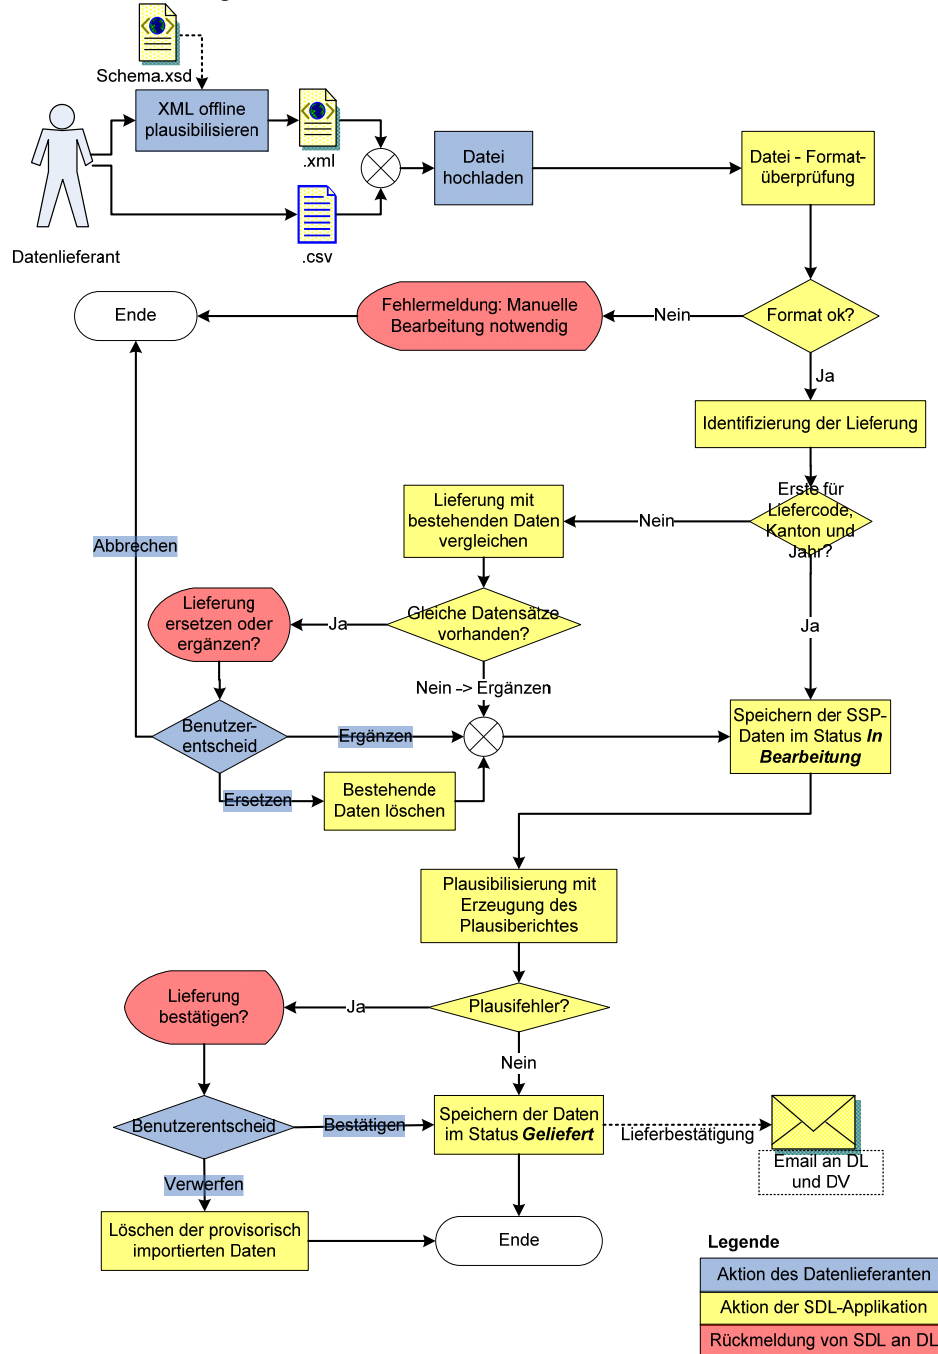 Schema.xsd
XML offline
plausibilisieren
.xml
Datei
hochladen
Datei - Format-
überprüfung
Datenlieferant
.csv
Ende
Fehlermeldung: Manuelle
Bearbeitung notwendig
Nein
Format ok?
Ja
Identifizierung der Lieferung
Lieferung mit
bestehenden Daten
vergleichen
Nein
Erste für
Liefercode,
Kanton und
Jahr?
Abbrechen
Lieferung
ersetzen oder
ergänzen?
Ja
Gleiche Datensätze
vorhanden?
Ja
Nein -> Ergänzen
Benutzer-
entscheid
Ergänzen
Speichern der SSP-
Daten im Status In
Bearbeitung
Ersetzen
Bestehende
Daten löschen
Plausibilisierung mit
Erzeugung des
Plausiberichtes
Lieferung
bestätigen?
Ja
Plausifehler?
Nein
Benutzerentscheid
Bestätigen
Speichern der Daten
im Status Geliefert
Lieferbestätigung
Email an DL
und DV
Verwerfen
Löschen der provisorisch
importierten Daten
Ende
Legende
Aktion des Datenlieferanten
Aktion der SDL-Applikation
Rückmeldung von SDL an DL